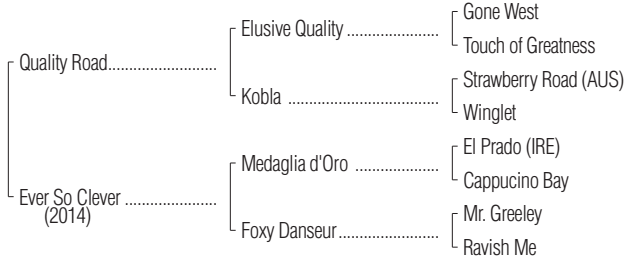 Gone West
Elusive Quality ......................
Touch of Greatness
Quality Road..........................
Strawberry Road (AUS)
Kobla ....................................
Winglet
El Prado (IRE)
Medaglia d'Oro ....................
Cappucino Bay
Ever So Clever ......................
(2014)
Mr. Greeley
Foxy Danseur........................
Ravish Me